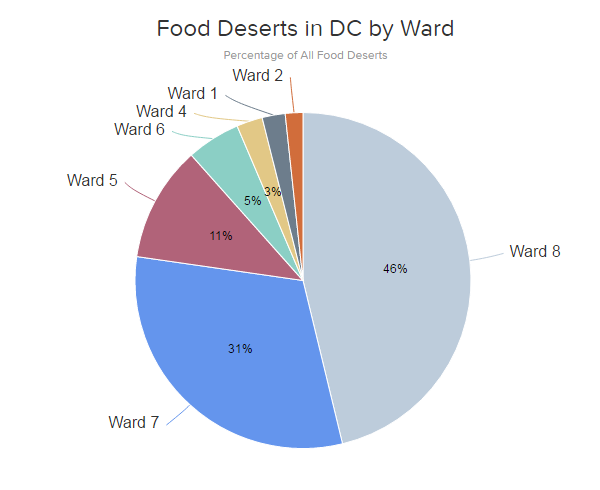 Food Deserts in DC by Ward
Percentage of All Food Deserts
Ward 2
Ward 1
Ward 4
Ward 6
Ward 5
3%
5%
11%
Ward 8
46%
31%
Ward 7